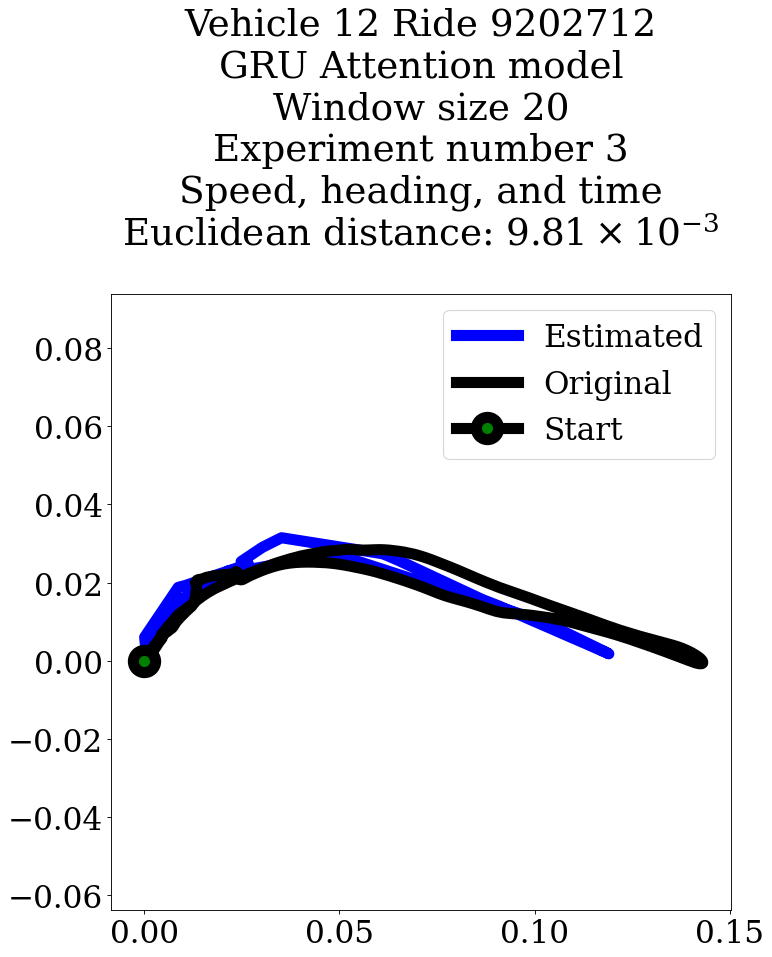 Vehicle 12 Ride 9202712
GRU Attention model
Window size 20
Experiment number 3
Speed, heading, and time
Euclidean distance: 9.81 × 10⁻³
Estimated
Original
Start
0.08
0.06
0.04
0.02
0.00
−0.02
−0.04
−0.06
0.00 0.05 0.10 0.15